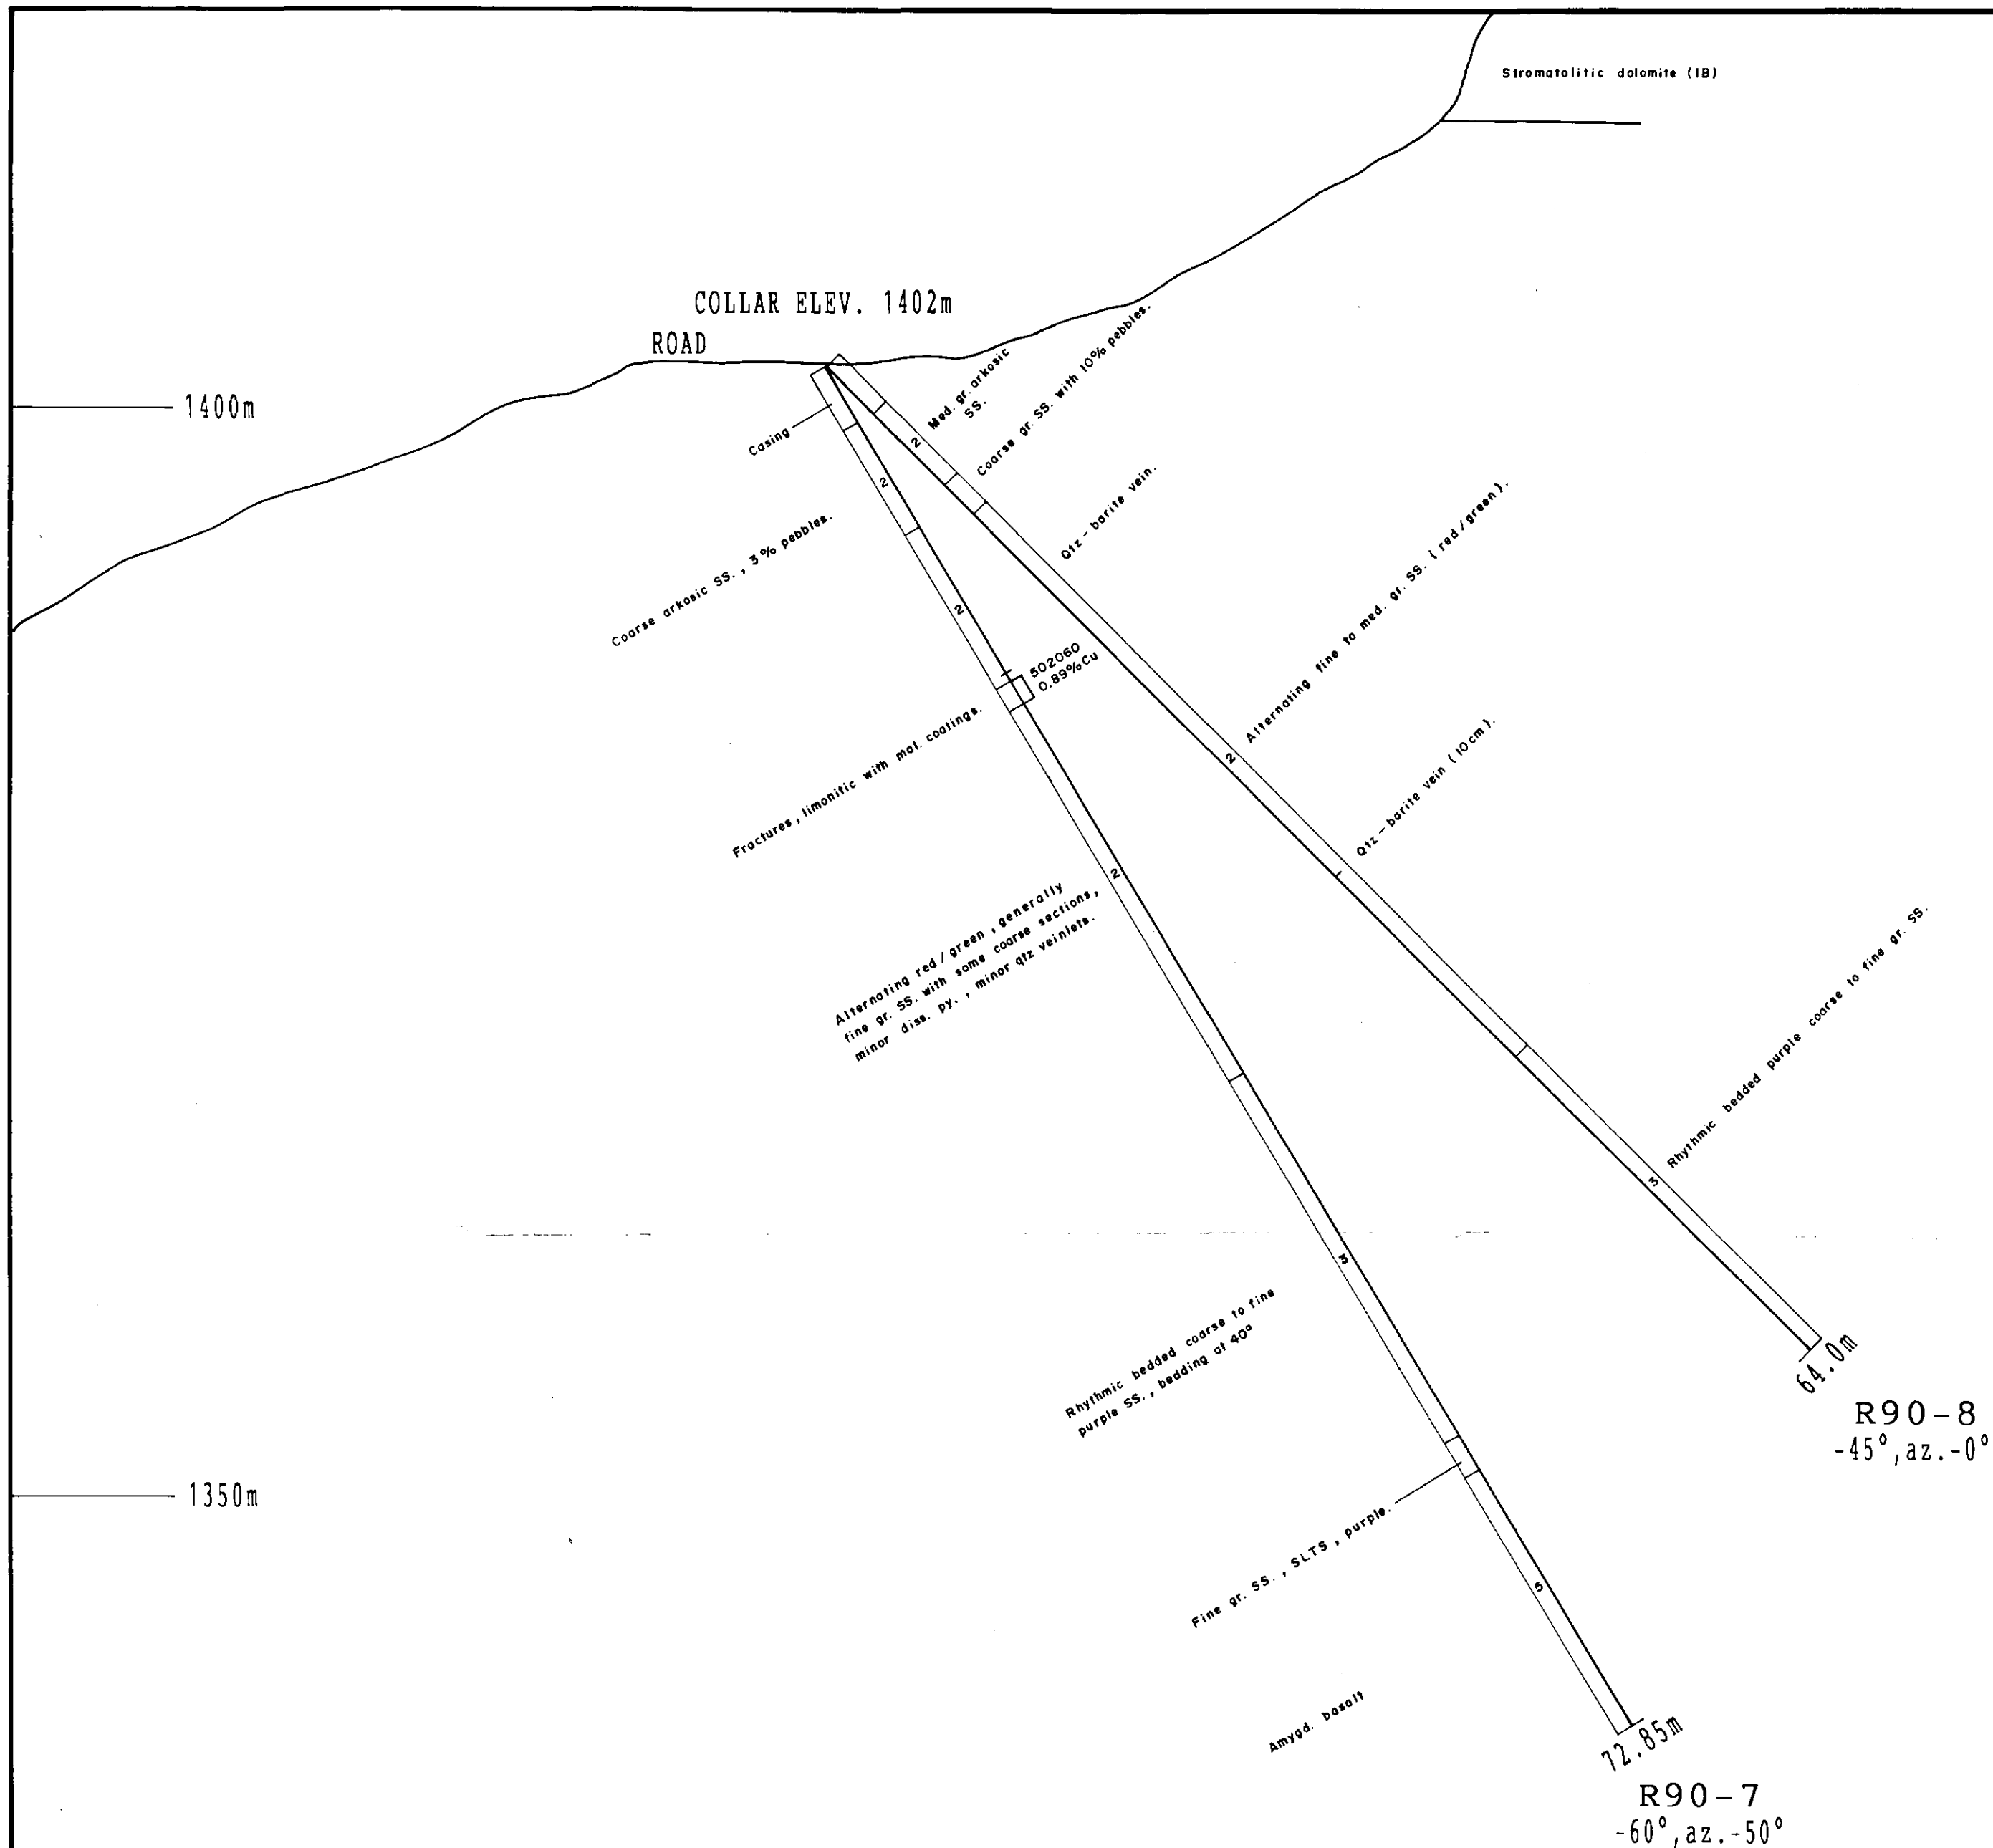 Stromatolitic dolomite (1B)
COLLAR ELEV. 1402m
ROAD
1400m
Casing
2
Med. gr. arkosic
SS.
Coarse gr. SS. with 10% pebbles.
2
Coarse arkosic SS., 3% pebbles.
Qtz - barite vein.
2
502060
0.89%Cu
Fractures, limonitic with mal. coatings.
Alternating fine to med. gr. SS. (red/green).
2
Qtz - barite vein (10cm).
2
Alternating red/green, generally
fine gr. SS. with some coarse sections,
minor diss. py., minor qtz veinlets.
Rhythmic bedded purple coarse to fine gr. SS.
3
3
Rhythmic bedded coarse to fine
purple SS., bedding at 40°
64.0m
R90-8
-45°,az.-0°
1350m
Fine gr. SS., SLTS, purple.
5
Amygd. basalt
72.85m
R90-7
-60°,az.-50°